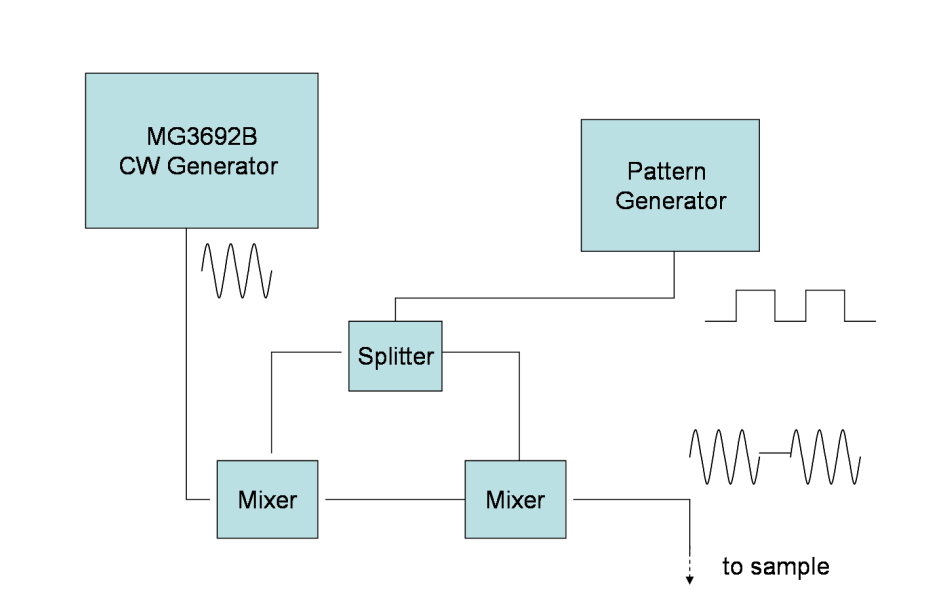 MG3692B
CW Generator
Pattern
Generator
Splitter
Mixer
Mixer
to sample